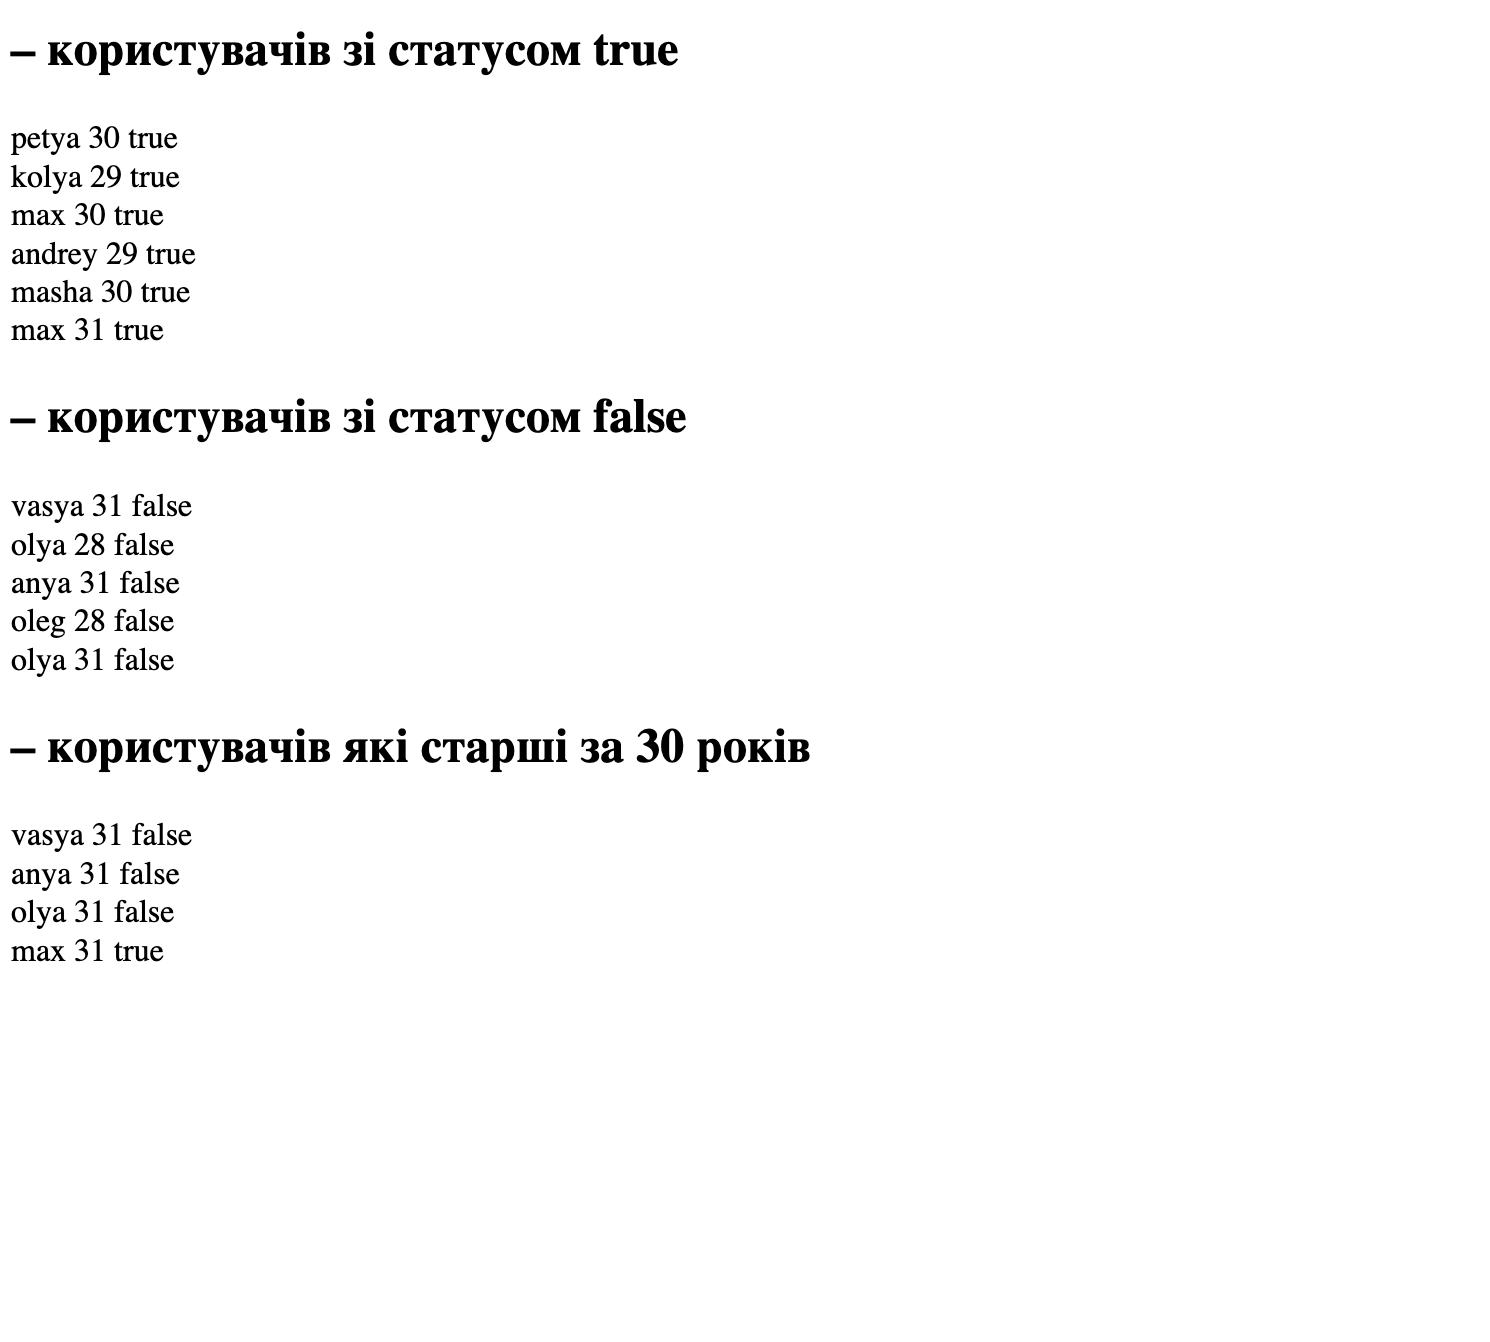 – користувачів зі статусом true
petya 30 true
kolya 29 true
max 30 true
andrey 29 true
masha 30 true
max 31 true
– користувачів зі статусом false
vasya 31 false
olya 28 false
anya 31 false
oleg 28 false
olya 31 false
– користувачів які старші за 30 років
vasya 31 false
anya 31 false
olya 31 false
max 31 true